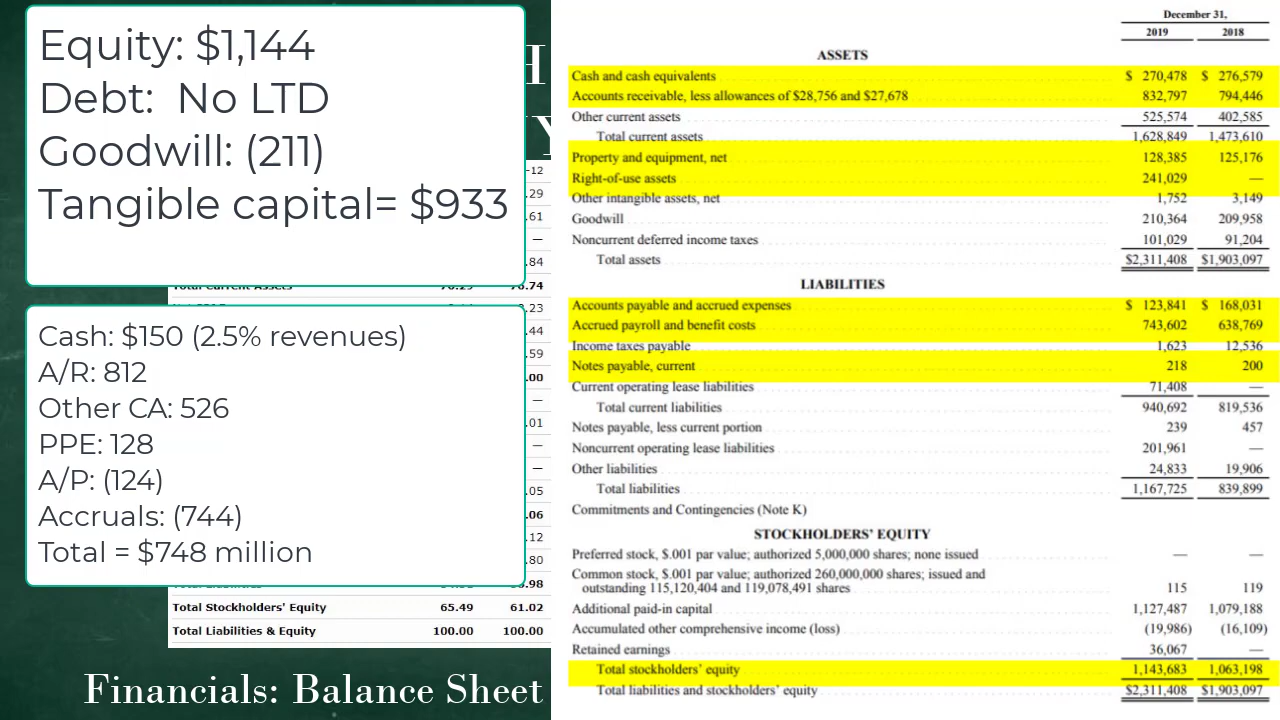 Equity: $1,144
Debt: No LTD
Goodwill: (211)
Tangible capital= $933
Cash: $150 (2.5% revenues)
A/R: 812
Other CA: 526
PPE: 128
A/P: (124)
Accruals: (744)
Total = $748 million
H
Y
-12
.29
.61
—
.84
.74
.23
.44
.59
.00
—
.01
—
—
.05
.06
.12
.80
.98
Total Stockholders' Equity 65.49 61.02
Total Liabilities & Equity 100.00 100.00
Financials: Balance Sheet
December 31,
2019 2018
ASSETS
Cash and cash equivalents $ 270,478 $ 276,579
Accounts receivable, less allowances of $28,756 and $27,678 832,797 794,446
Other current assets 525,574 402,585
Total current assets 1,628,849 1,473,610
Property and equipment, net 128,385 125,176
Right-of-use assets 241,029 —
Other intangible assets, net 1,752 3,149
Goodwill 210,364 209,958
Noncurrent deferred income taxes 101,029 91,204
Total assets $2,311,408 $1,903,097
LIABILITIES
Accounts payable and accrued expenses $ 123,841 $ 168,031
Accrued payroll and benefit costs 743,602 638,769
Income taxes payable 1,623 12,536
Notes payable, current 218 200
Current operating lease liabilities 71,408 —
Total current liabilities 940,692 819,536
Notes payable, less current portion 239 457
Noncurrent operating lease liabilities 201,961 —
Other liabilities 24,833 19,906
Total liabilities 1,167,725 839,899
Commitments and Contingencies (Note K)
STOCKHOLDERS' EQUITY
Preferred stock, $.001 par value; authorized 5,000,000 shares; none issued — —
Common stock, $.001 par value; authorized 260,000,000 shares; issued and
outstanding 115,120,404 and 119,078,491 shares 115 119
Additional paid-in capital 1,127,487 1,079,188
Accumulated other comprehensive income (loss) (19,986) (16,109)
Retained earnings 36,067 —
Total stockholders' equity 1,143,683 1,063,198
Total liabilities and stockholders' equity $2,311,408 $1,903,097